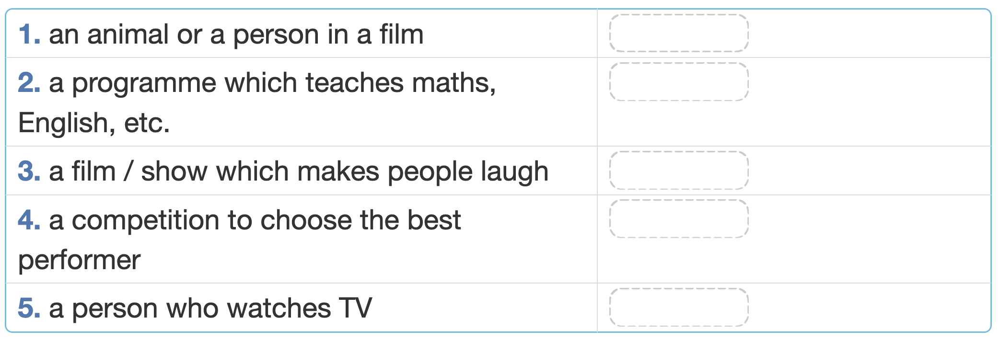 1. an animal or a person in a film
2. a programme which teaches maths,
English, etc.
3. a film / show which makes people laugh
4. a competition to choose the best
performer
5. a person who watches TV